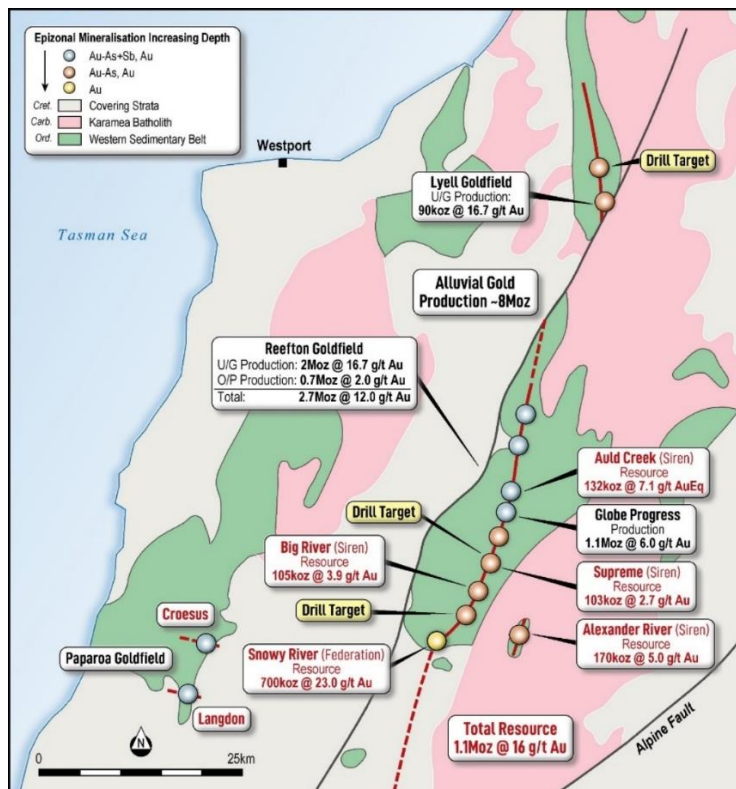 Epizonal Mineralisation Increasing Depth
Au-As+Sb, Au
Au-As, Au
Au
Cret. Covering Strata
Carb. Karamea Batholith
Ord. Western Sedimentary Belt
Westport
Tasman Sea
Drill Target
Lyell Goldfield
U/G Production:
90koz @ 16.7 g/t Au
Alluvial Gold
Production ~8Moz
Reefton Goldfield
U/G Production: 2Moz @ 16.7 g/t Au
O/P Production: 0.7Moz @ 2.0 g/t Au
Total: 2.7Moz @ 12.0 g/t Au
Auld Creek (Siren)
Resource
132koz @ 7.1 g/t AuEq
Drill Target
Globe Progress
Production
1.1Moz @ 6.0 g/t Au
Big River (Siren)
Resource
105koz @ 3.9 g/t Au
Supreme (Siren)
Resource
103koz @ 2.7 g/t Au
Drill Target
Croesus
Alexander River (Siren)
Resource
170koz @ 5.0 g/t Au
Paparoa Goldfield
Snowy River (Federation)
Resource
700koz @ 23.0 g/t Au
Langdon
Total Resource
1.1Moz @ 16 g/t Au
Alpine Fault
N
0 25km